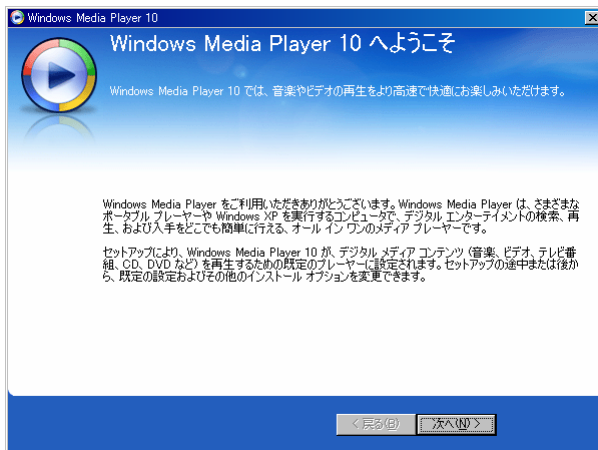 Windows Media Player 10
Windows Media Player 10 へようこそ
Windows Media Player 10 では、音楽やビデオの再生をより高速で快適にお楽しみいただけます。
Windows Media Player をご利用いただきありがとうございます。Windows Media Player は、さまざまな
ポータブル プレーヤーや Windows XP を実行するコンピュータで、デジタル エンターテイメントの検索、再
生、および入手をどこでも簡単に行える、オール イン ワンのメディア プレーヤーです。
セットアップにより、Windows Media Player 10 が、デジタル メディア コンテンツ (音楽、ビデオ、テレビ番
組、CD、DVD など) を再生するための既定のプレーヤーに設定されます。セットアップの途中または後か
ら、既定の設定およびその他のインストール オプションを変更できます。
< 戻る(B) 次へ(N) >